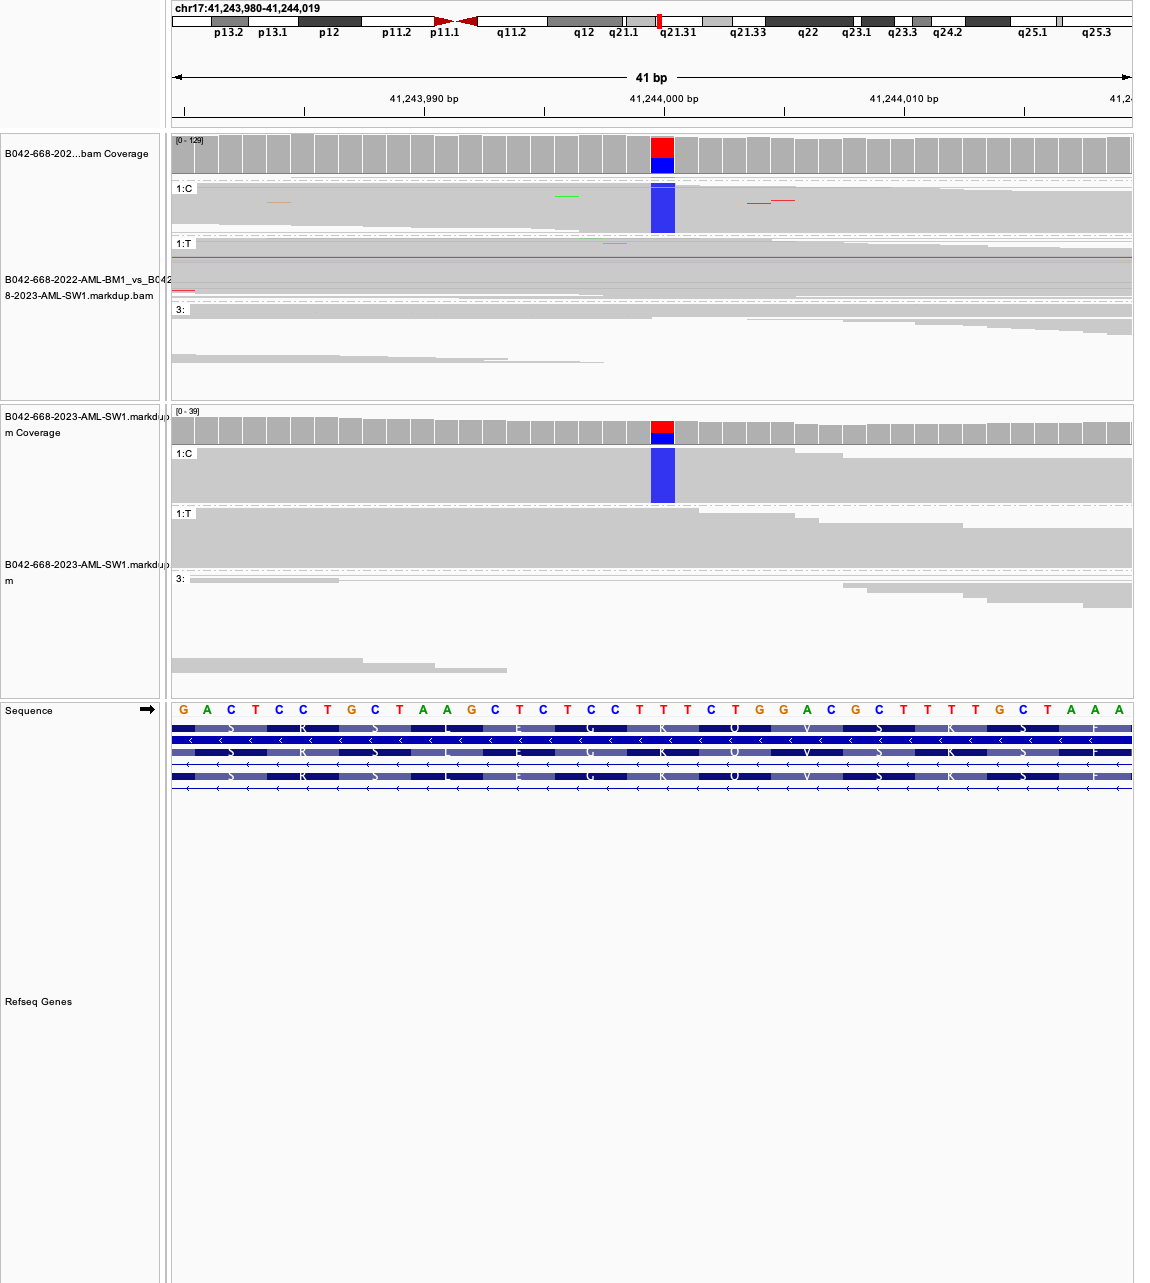 chr17:41,243,980-41,244,019
p13.2 p13.1 p12 p11.2 p11.1 q11.2 q12 q21.1 q21.31 q21.33 q22 q23.1 q23.3 q24.2 q25.1 q25.3
41 bp
41,243,990 bp 41,244,000 bp 41,244,010 bp 41,2
[0 - 129]
B042-668-202...bam Coverage
1:C
1:T
B042-668-2022-AML-BM1_vs_B042
8-2023-AML-SW1.markdup.bam
3:
[0 - 39]
B042-668-2023-AML-SW1.markdup
m Coverage
1:C
1:T
B042-668-2023-AML-SW1.markdup
m
3:
Sequence G A C T C C T G C T A A G C T C T C C T T T C T G G A C G C T T T T G C T A A A
S R S L E G K Q V S K S F
S R S L E G K Q V S K S F
S R S L E G K Q V S K S F
Refseq Genes